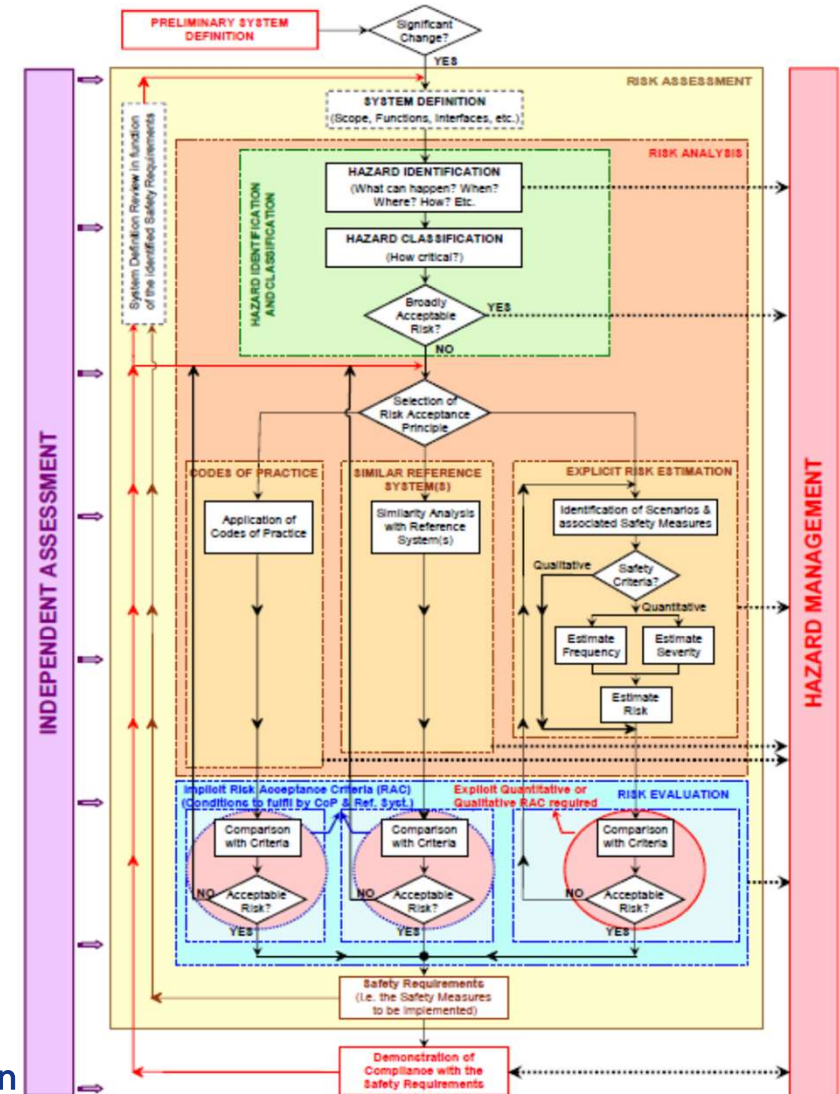 PRELIMINARY SYSTEM
DEFINITION
Significant
Change?
YES
RISK ASSESSMENT
SYSTEM DEFINITION
(Scope, Functions, Interfaces, etc.)
System Definition Review in function
of the identified Safety Requirements
RISK ANALYSIS
HAZARD IDENTIFICATION
AND CLASSIFICATION
HAZARD IDENTIFICATION
(What can happen? When?
Where? How? Etc.
HAZARD CLASSIFICATION
(How critical?)
Broadly
Acceptable
Risk?
YES
NO
Selection of
Risk Acceptance
Principle
INDEPENDENT ASSESSMENT
HAZARD MANAGEMENT
CODES OF PRACTICE
Application of
Codes of Practice
SIMILAR REFERENCE
SYSTEM(S)
Similarity Analysis
with Reference
System(s)
EXPLICIT RISK ESTIMATION
Identification of Scenarios &
associated Safety Measures
Qualitative
Safety
Criteria?
Quantitative
Estimate
Frequency
Estimate
Severity
Estimate
Risk
Implicit Risk Acceptance Criteria (RAC)
(Conditions to fulfil by CoP & Ref. Syst.)
Explicit Quantitative or
Qualitative RAC required
RISK EVALUATION
Comparison
with Criteria
Acceptable
Risk?
NO
YES
Comparison
with Criteria
Acceptable
Risk?
NO
YES
Comparison
with Criteria
Acceptable
Risk?
NO
YES
Safety Requirements
(i.e. the Safety Measures
to be implemented)
Demonstration of
Compliance with the
Safety Requirements
n